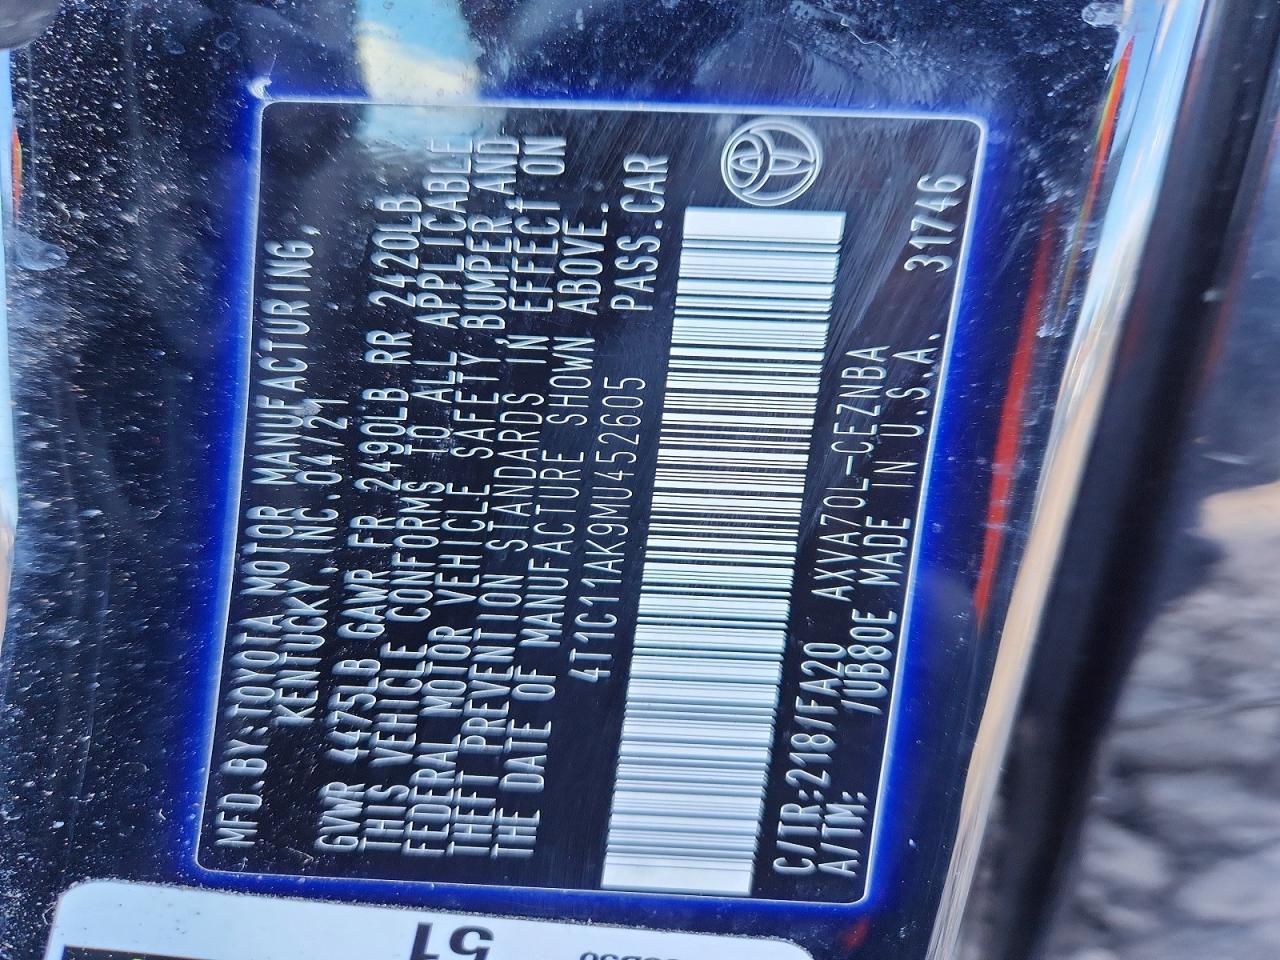 MFD.BY:TOYOTA MOTOR MANUFACTURING,
KENTUCKY, INC. 04/21
GVWR 4475LB GAWR FR 2490LB RR 2420LB
THIS VEHICLE CONFORMS TO ALL APPLICABLE
FEDERAL MOTOR VEHICLE SAFETY,BUMPER,AND
THEFT PREVENTION STANDARDS IN EFFECT ON
THE DATE OF MANUFACTURE SHOWN ABOVE.
4T1C11AK9MU452605 PASS.CAR
C/TR:218/FA20 AXVA70L-CEZNBA
A/TM: /UB80E MADE IN U.S.A. 31746
51